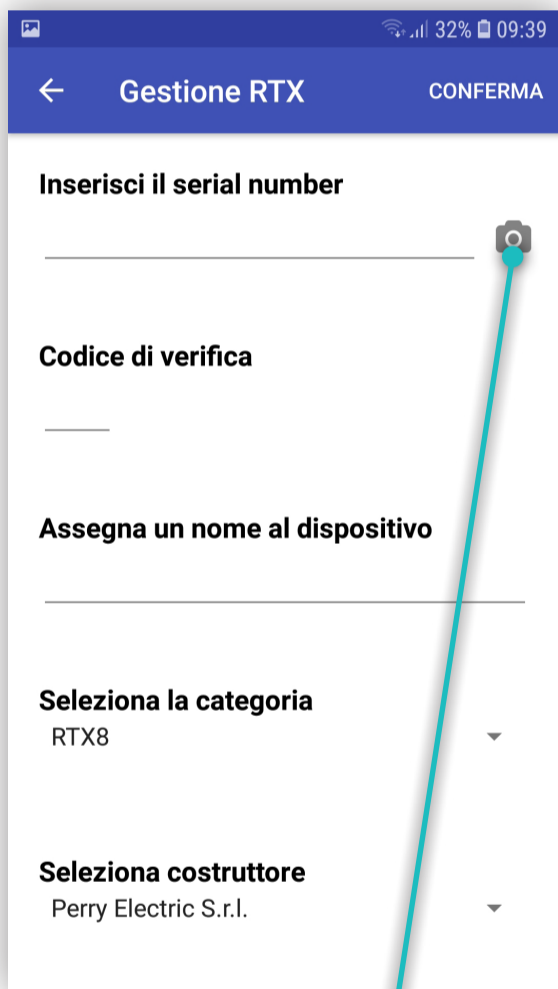 32% 09:39
Gestione RTX CONFERMA
Inserisci il serial number
Codice di verifica
Assegna un nome al dispositivo
Seleziona la categoria
RTX8
Seleziona costruttore
Perry Electric S.r.l.